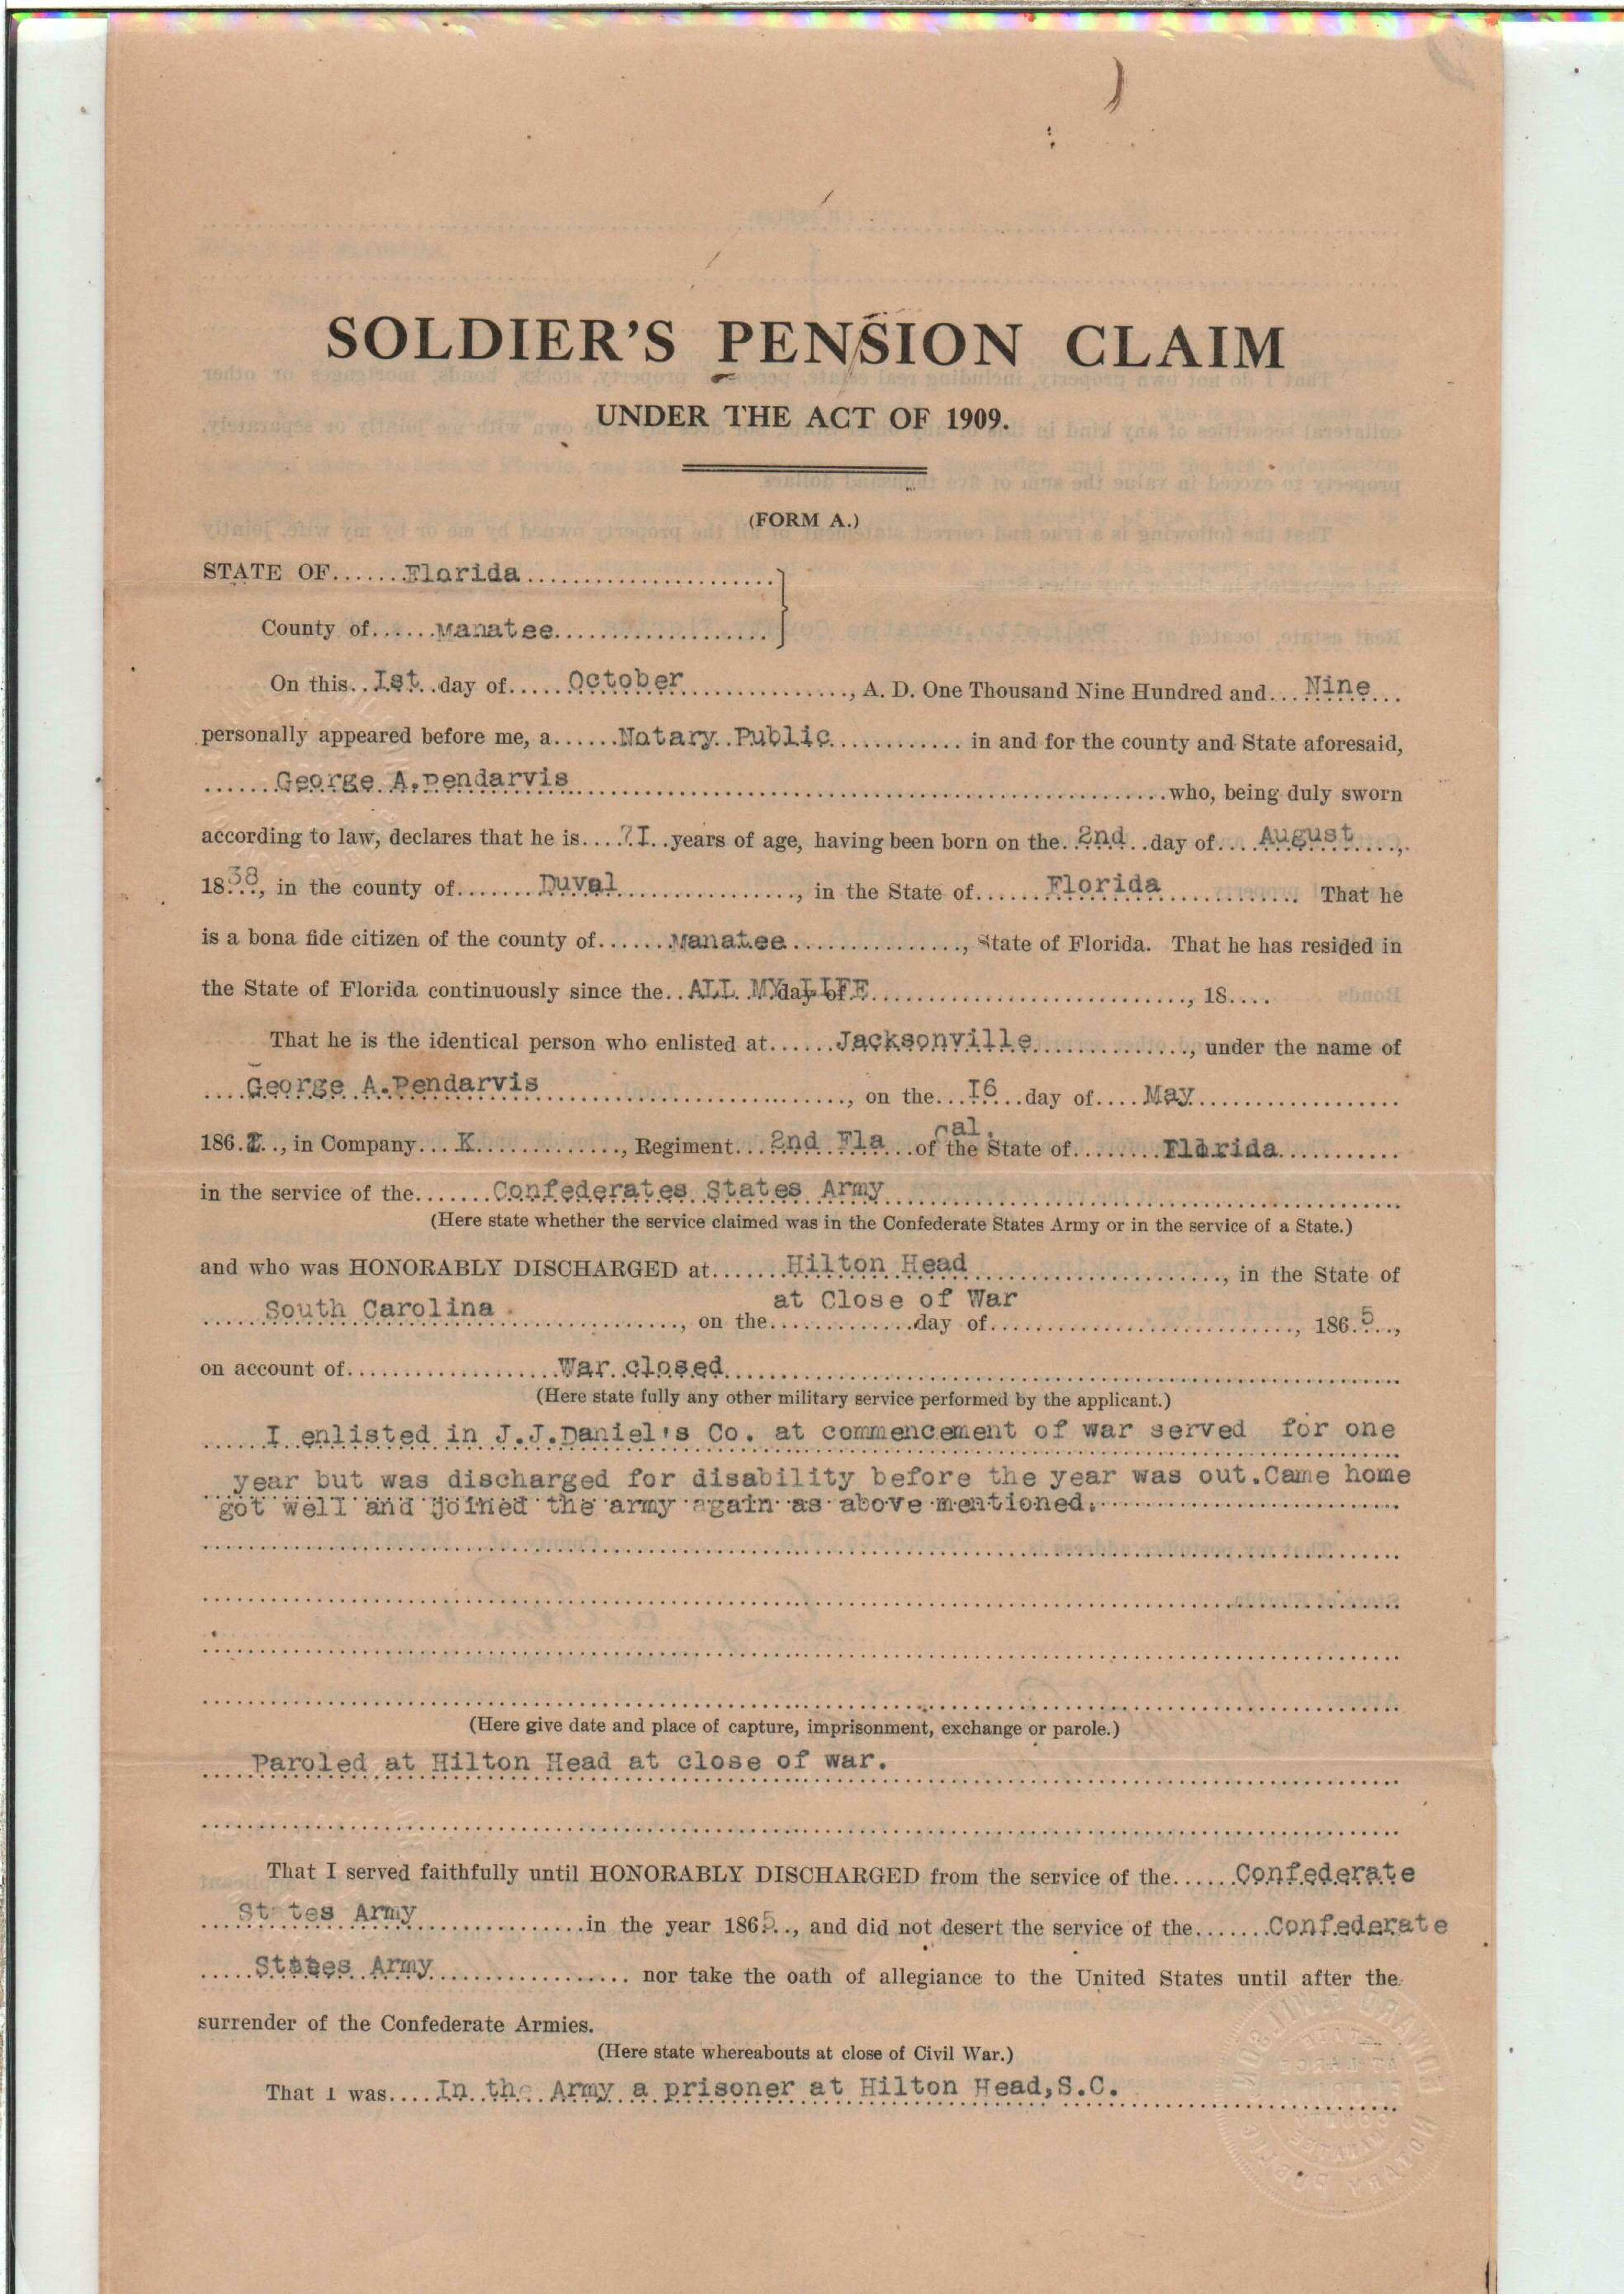 SOLDIER'S PENSION CLAIM
UNDER THE ACT OF 1909.
(FORM A.)
STATE OF.......Florida.......................
County of......Manatee...................
On this...Ist...day of.....October................, A. D. One Thousand Nine Hundred and...Nine...
personally appeared before me, a......Notary Public............ in and for the county and State aforesaid,
......George A.Pendarvis......who, being duly sworn
according to law, declares that he is....7I..years of age, having been born on the..2nd..day of....August....,
1838, in the county of.......Duval................, in the State of......Florida............. That he
is a bona fide citizen of the county of.......Manatee................, State of Florida. That he has resided in
the State of Florida continuously since the..ALL MY day of LIFE............................, 18....
That he is the identical person who enlisted at......Jacksonville..............., under the name of
....George A.Pendarvis............................, on the...I6...day of....May..................
186...., in Company...K............., Regiment...2nd Fla...of the State of........Florida...........
Cal.
in the service of the.......Confederates States Army........................................
(Here state whether the service claimed was in the Confederate States Army or in the service of a State.)
and who was HONORABLY DISCHARGED at.......Hilton Head......................, in the State of
at Close of War
.....South Carolina..................., on the.............day of............................, 1865..,
on account of...................War closed........................................
(Here state fully any other military service performed by the applicant.)
......I enlisted in J.J.Daniel's Co. at commencement of war served for one
year but was discharged for disability before the year was out.Came home
got well and joined the army again as above mentioned.
(Here give date and place of capture, imprisonment, exchange or parole.)
....Paroled at Hilton Head at close of war.
That I served faithfully until HONORABLY DISCHARGED from the service of the......Confederate
....States Army...............in the year 1865.., and did not desert the service of the.......Confederate
.....States Army.................. nor take the oath of allegiance to the United States until after the
surrender of the Confederate Armies.
(Here state whereabouts at close of Civil War.)
That I was....In the Army a prisoner at Hilton Head,S.C.
NOTARY PUBLIC